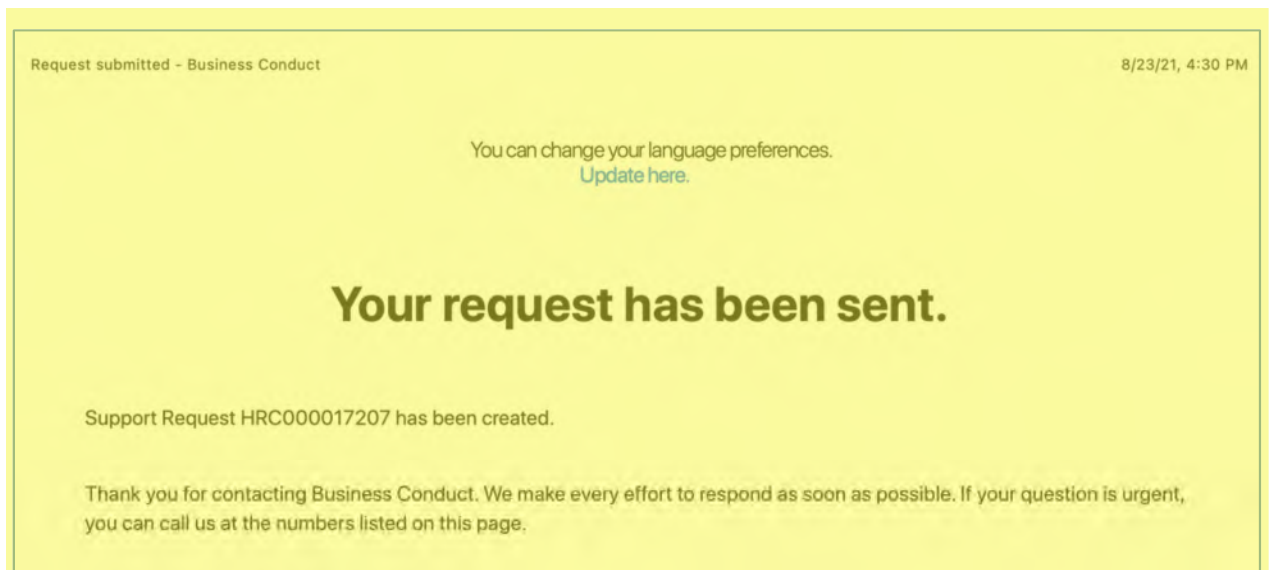 Request submitted - Business Conduct
8/23/21, 4:30 PM
You can change your language preferences.
Update here.
Your request has been sent.
Support Request HRC000017207 has been created.
Thank you for contacting Business Conduct. We make every effort to respond as soon as possible. If your question is urgent,
you can call us at the numbers listed on this page.